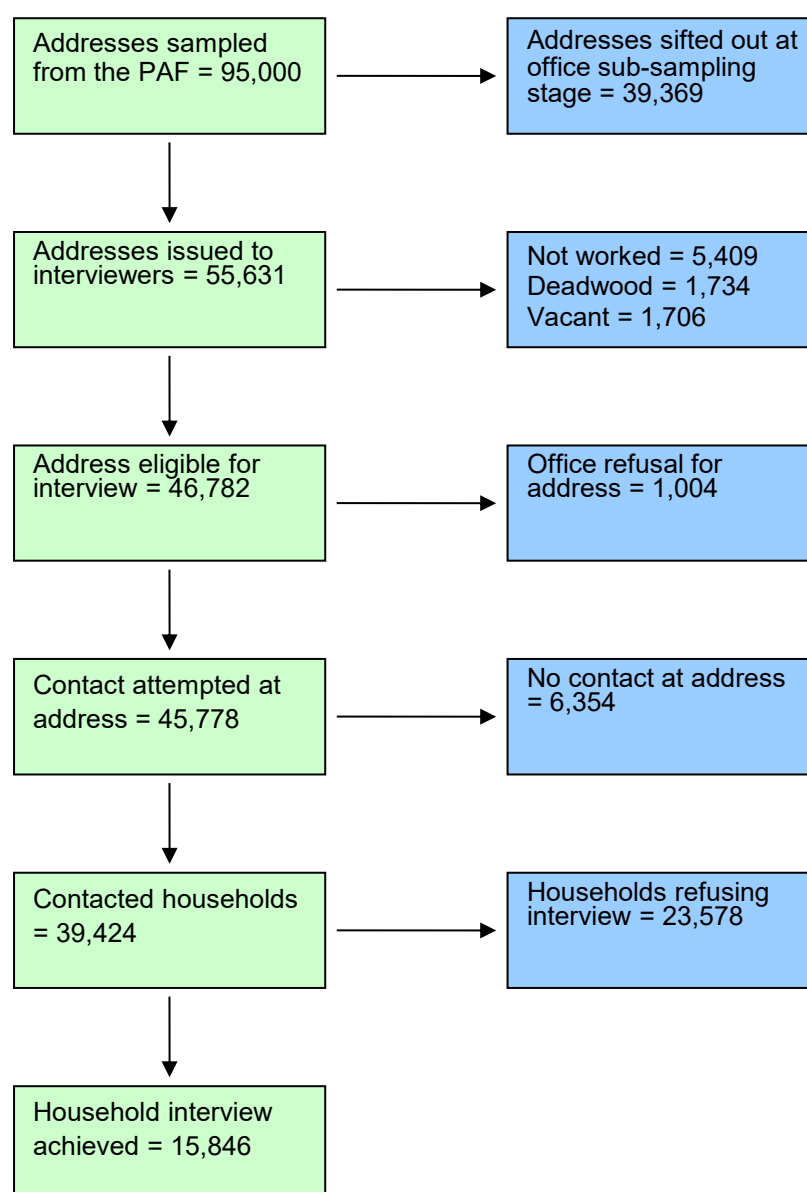 Addresses sampled
from the PAF = 95,000
Addresses sifted out at
office sub-sampling
stage = 39,369
Addresses issued to
interviewers = 55,631
Not worked = 5,409
Deadwood = 1,734
Vacant = 1,706
Address eligible for
interview = 46,782
Office refusal for
address = 1,004
Contact attempted at
address = 45,778
No contact at address
= 6,354
Contacted households
= 39,424
Households refusing
interview = 23,578
Household interview
achieved = 15,846